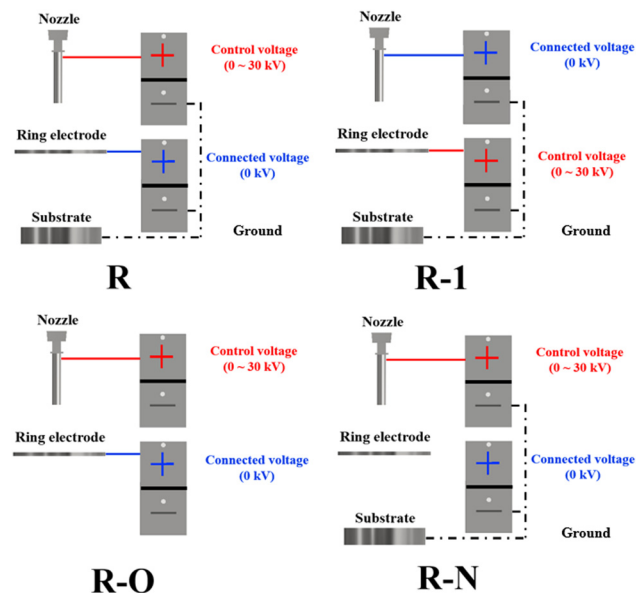 Nozzle
Control voltage
(0 ~ 30 kV)
Ring electrode
Connected voltage
(0 kV)
Substrate
Ground
R
Nozzle
Connected voltage
(0 kV)
Ring electrode
Control voltage
(0 ~ 30 kV)
Substrate
Ground
R-1
Nozzle
Control voltage
(0 ~ 30 kV)
Ring electrode
Connected voltage
(0 kV)
R-O
Nozzle
Control voltage
(0 ~ 30 kV)
Ring electrode
Connected voltage
(0 kV)
Substrate
Ground
R-N